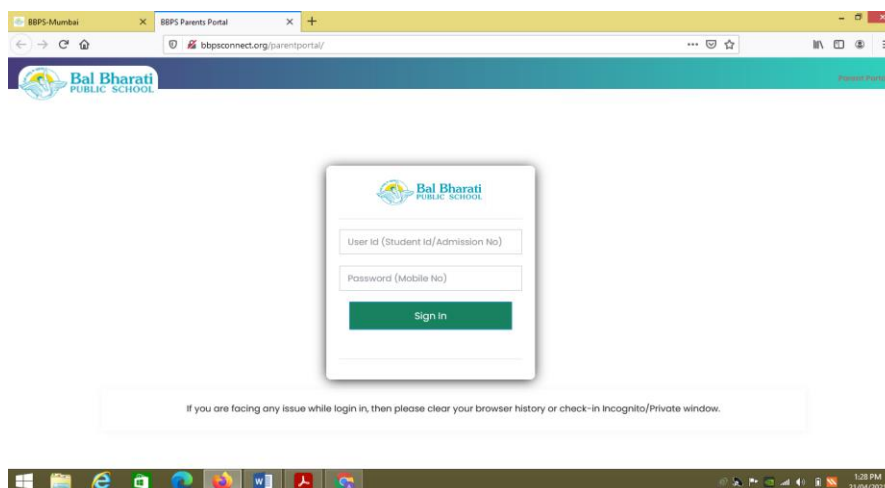 BBPS-Mumbai
BBPS Parents Portal
bbpsconnect.org/parentportal/
Bal Bharati
PUBLIC SCHOOL
Parent
Bal Bharati
PUBLIC SCHOOL
User Id (Student Id/Admission No)
Password (Mobile No)
Sign In
If you are facing any issue while login in, then please clear your browser history or check-in Incognito/Private window.
1:28 PM